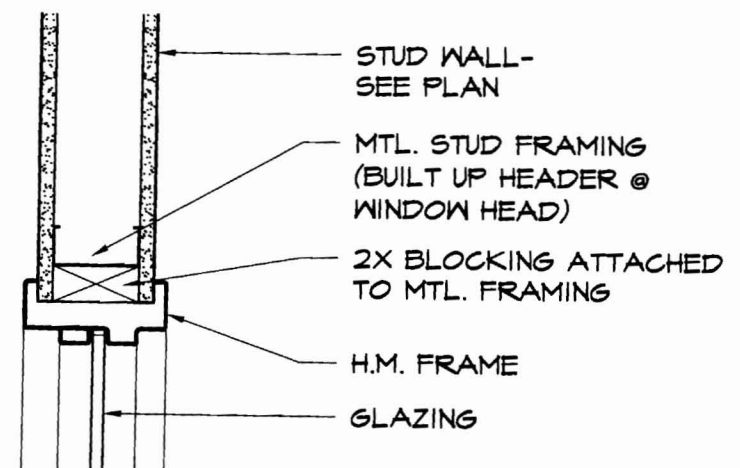 STUD WALL-
SEE PLAN
MTL. STUD FRAMING
(BUILT UP HEADER @
WINDOW HEAD)
2X BLOCKING ATTACHED
TO MTL. FRAMING
H.M. FRAME
GLAZING